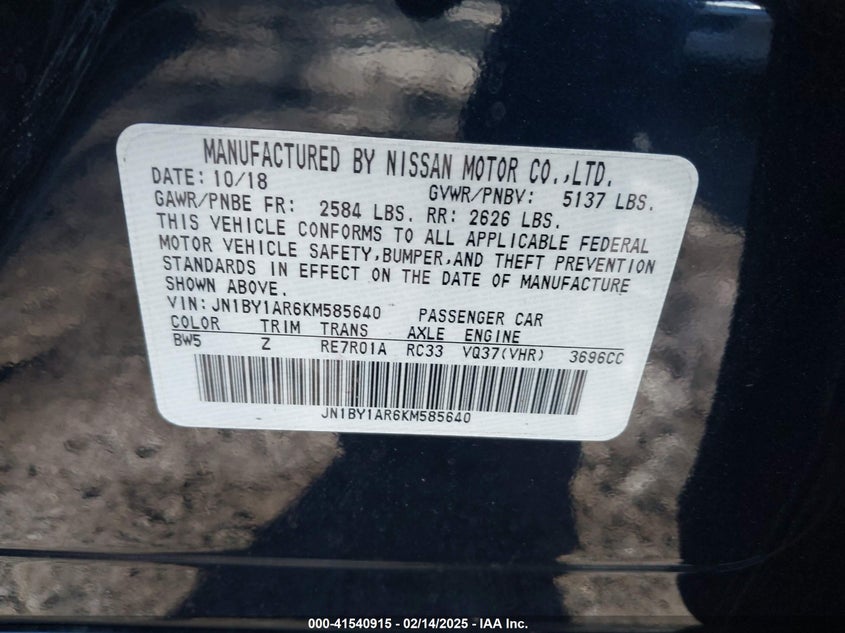 MANUFACTURED BY NISSAN MOTOR CO.,LTD.
DATE: 10/18 GVWR/PNBV: 5137 LBS.
GAWR/PNBE FR: 2584 LBS. RR: 2626 LBS.
THIS VEHICLE CONFORMS TO ALL APPLICABLE FEDERAL
MOTOR VEHICLE SAFETY,BUMPER,AND THEFT PREVENTION
STANDARDS IN EFFECT ON THE DATE OF MANUFACTURE
SHOWN ABOVE.
VIN:JN1BY1AR6KM585640 PASSENGER CAR
COLOR TRIM TRANS AXLE ENGINE
BW5 Z RE7R01A RC33 VQ37(VHR) 3696CC
JN1BY1AR6KM585640
000-41540915 - 02/14/2025 - IAA Inc.